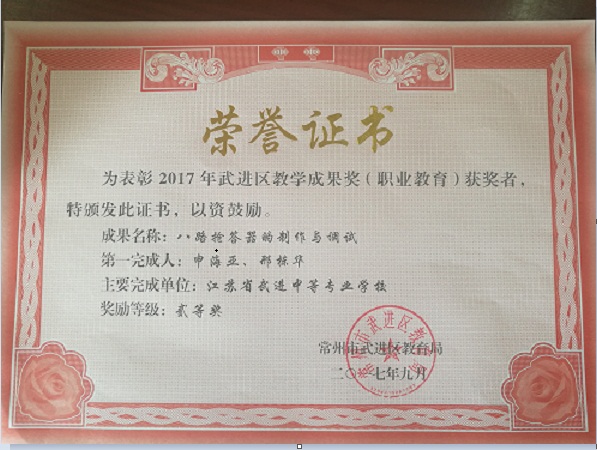 荣誉证书
为表彰2017年武进区教学成果奖（职业教育）获奖者，
特颁发此证书，以资鼓励。
成果名称：八路抢答器的制作与调试
第一完成人：申海亚、邢标华
主要完成单位：江苏省武进中等专业学校
奖励等级：贰等奖
常州市武进区教育局
二〇一七年九月